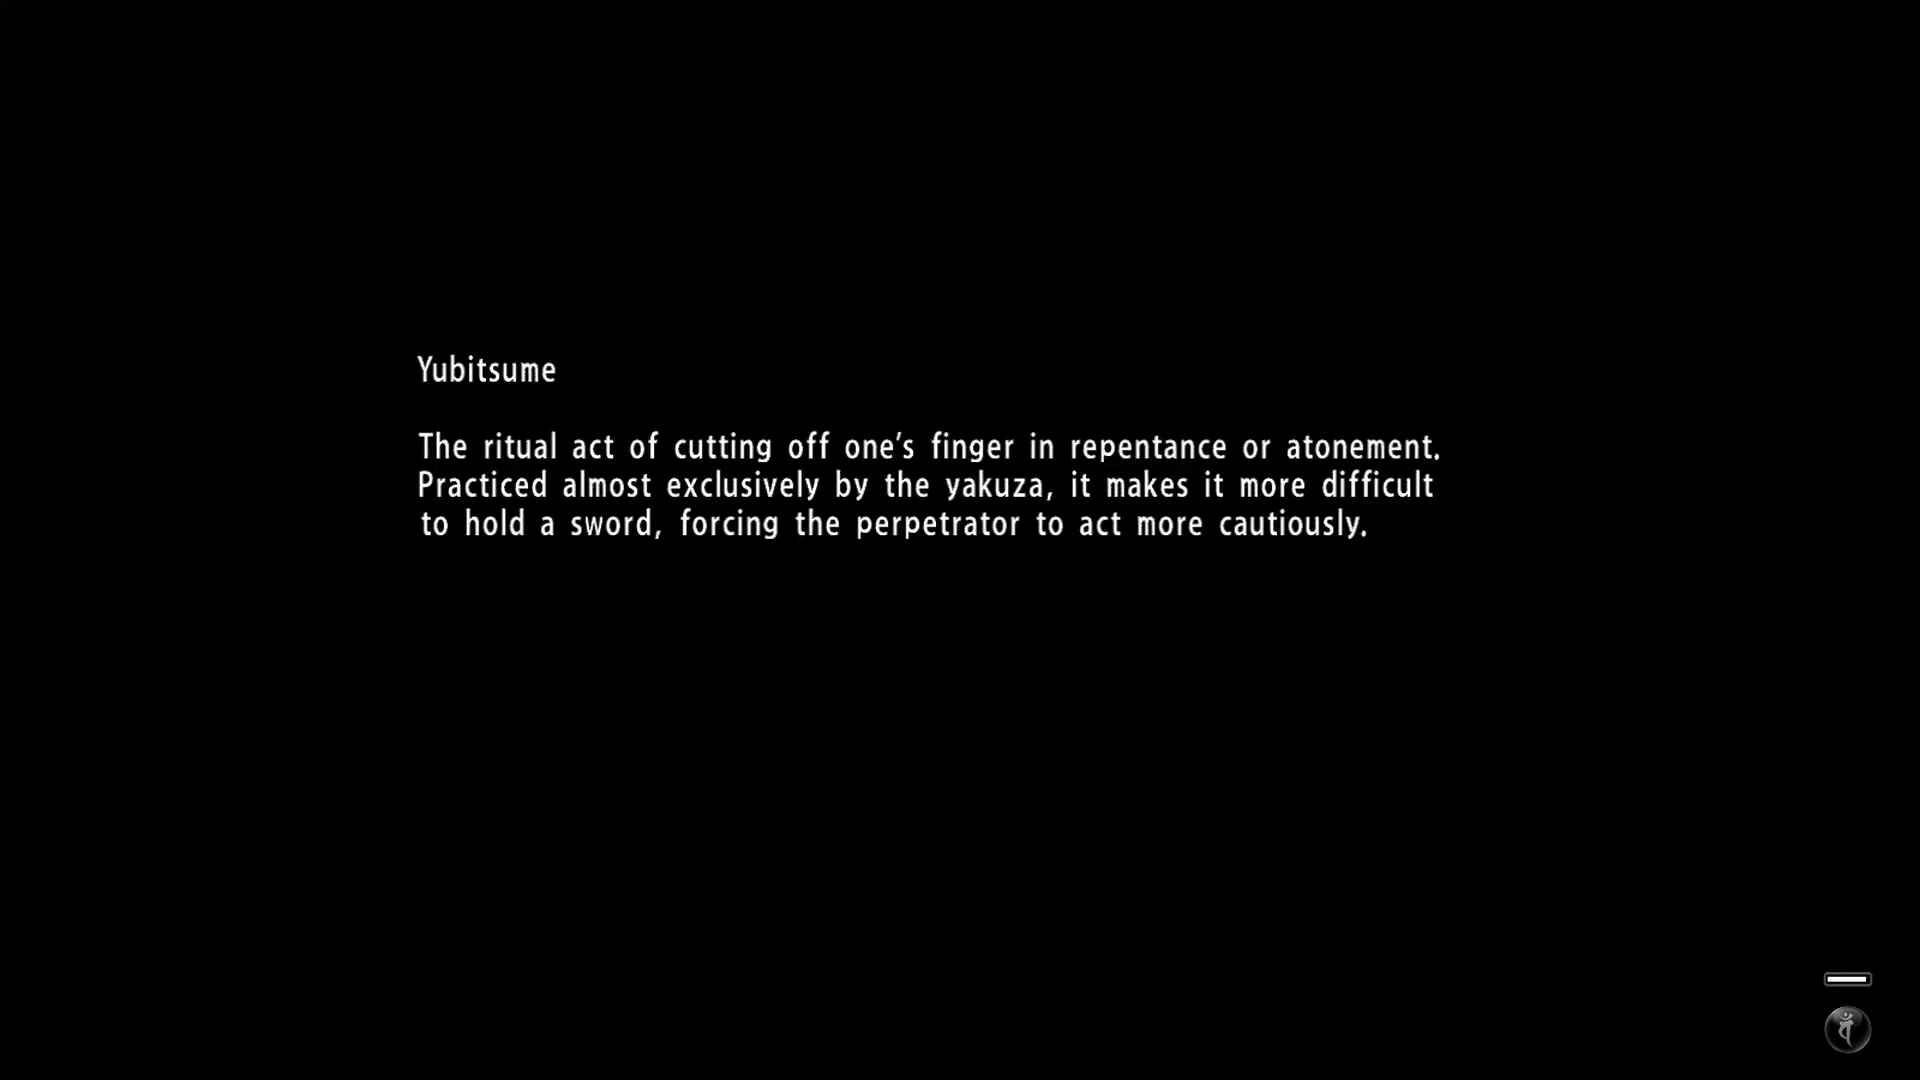 Yubitsume
The ritual act of cutting off one’s finger in repentance or atonement.
Practiced almost exclusively by the yakuza, it makes it more difficult
to hold a sword, forcing the perpetrator to act more cautiously.